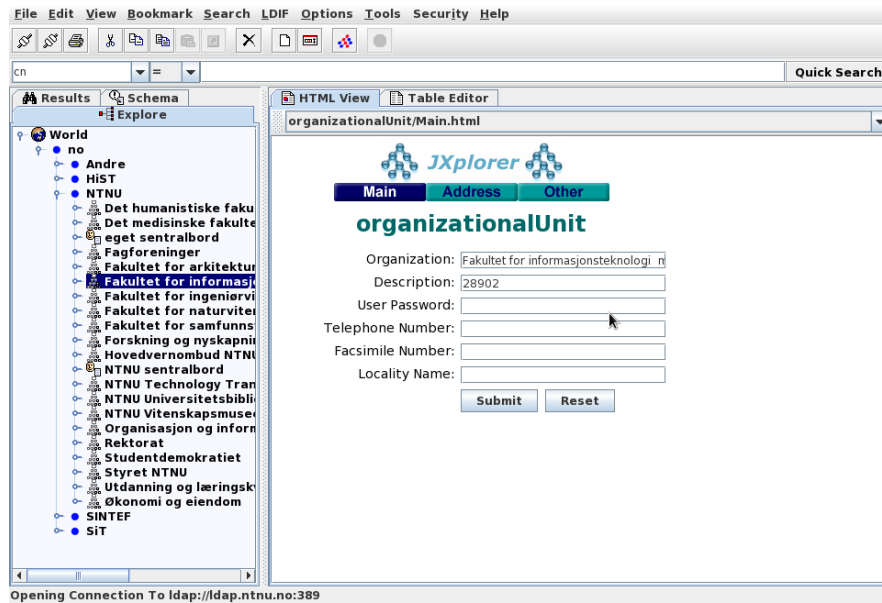 File Edit View Bookmark Search LDIF Options Tools Security Help
cn = Quick Search
Results Schema
Explore
HTML View Table Editor
organizationalUnit/Main.html
World
no
Andre
HiST
NTNU
Det humanistiske faku
Det medisinske fakulte
eget sentralbord
Fagforeninger
Fakultet for arkitektur
Fakultet for informasj
Fakultet for ingeniørvi
Fakultet for naturviter
Fakultet for samfunns
Forskning og nyskapnin
Hovedvernombud NTNU
NTNU sentralbord
NTNU Technology Tran
NTNU Universitetsbibli
NTNU Vitenskapsmusee
Organisasjon og inform
Rektorat
Studentdemokratiet
Styret NTNU
Utdanning og læringskv
Økonomi og eiendom
SINTEF
SiT
JXplorer
Main Address Other
organizationalUnit
Organization: Fakultet for informasjonsteknologi m
Description: 28902
User Password:
Telephone Number:
Facsimile Number:
Locality Name:
Submit Reset
Opening Connection To ldap://ldap.ntnu.no:389